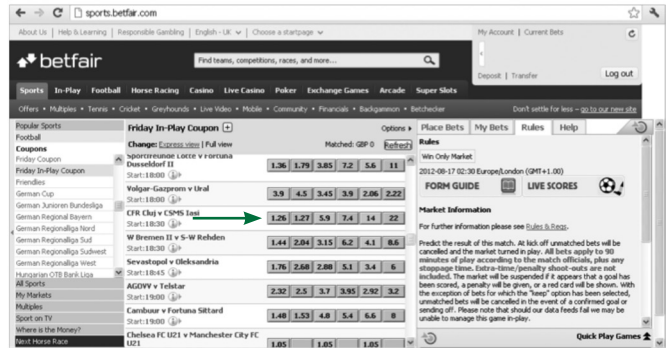 sports.betfair.com
About Us | Help & Learning | Responsible Gambling | English - UK | Choose a startpage
My Account | Current Bets
betfair
Find teams, competitions, races, and more...
Deposit | Transfer
Log out
Sports In-Play Football Horse Racing Casino Live Casino Poker Exchange Games Arcade Super Slots
Offers • Multiples • Tennis • Cricket • Greyhounds • Live Video • Mobile • Community • Financials • Backgammon • Betchecker
Don't settle for less – go to our new site
Popular Sports
Football
Coupons
Friday Coupon
Friday In-Play Coupon
Friendlies
German Cup
German Junioren Bundesliga
German Regional Bayern
German Regionalliga Nord
German Regionalliga Sud
German Regionalliga Sudwest
German Regionalliga West
Hungarian OTB Bank Liga
All Sports
My Markets
Multiples
Sport on TV
Where is the Money?
Next Horse Race
Friday In-Play Coupon
Options
Change: Express view | Full view
Matched: GBP 0
Refresh
Sportfreunde Lotte v Fortuna
Dusseldorf II
Start:18:00
1.36 1.79 3.85 7.2 5.6 11
Volgar-Gazprom v Ural
Start:18:00
3.9 4.5 3.45 3.9 2.06 2.22
CFR Cluj v CSMS Iasi
Start:18:30
1.26 1.27 5.9 7.4 14 22
W Bremen II v S-W Rehden
Start:18:30
1.44 2.04 3.15 6.2 4.1 8.6
Sevastopol v Oleksandria
Start:18:45
1.76 2.68 2.88 5.1 3.4 6
AGOVV v Telstar
Start:19:00
2.32 2.5 3.7 3.95 2.92 3.2
Cambuur v Fortuna Sittard
Start:19:00
1.48 1.53 4.8 5.4 6.6 8
Chelsea FC U21 v Manchester City FC
U21
1.05 1.05 1.05
Place Bets My Bets Rules Help
Rules
Win Only Market
2012-08-17 02:30 Europe/London (GMT+1.00)
FORM GUIDE
LIVE SCORES
Market Information
For further information please see Rules & Regs.
Predict the result of this match. At kick off unmatched bets will be
cancelled and the market turned in play. All bets apply to 90
minutes of play according to the match officials, plus any
stoppage time. Extra-time/penalty shoot-outs are not
included. The market will be suspended if it appears that a goal has
been scored, a penalty will be given, or a red card will be shown. With
the exception of bets for which the "keep" option has been selected,
unmatched bets will be cancelled in the event of a confirmed goal or
sending off. Please note that should our data feeds fail we may be
unable to manage this game in-play.
Quick Play Games